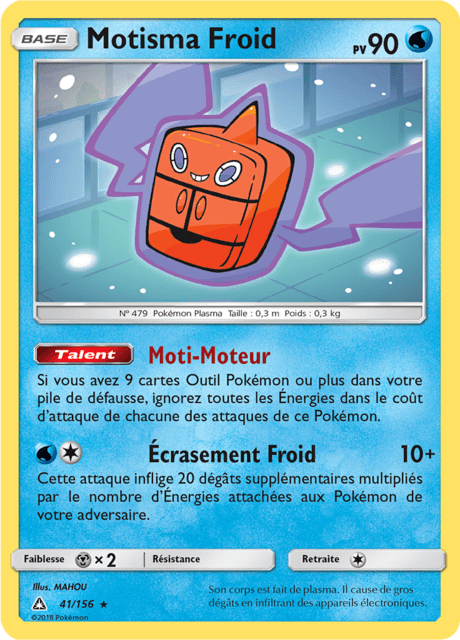 BASE Motisma Froid PV 90
N° 479 Pokémon Plasma Taille : 0,3 m Poids : 0,3 kg
Talent Moti-Moteur
Si vous avez 9 cartes Outil Pokémon ou plus dans votre
pile de défausse, ignorez toutes les Énergies dans le coût
d'attaque de chacune des attaques de ce Pokémon.
Écrasement Froid 10+
Cette attaque inflige 20 dégâts supplémentaires multipliés
par le nombre d'Énergies attachées aux Pokémon de
votre adversaire.
Faiblesse × 2 Résistance Retraite
Illus. MAHOU
41/156 ★
©2018 Pokémon
Son corps est fait de plasma. Il cause de gros
dégâts en infiltrant des appareils électroniques.